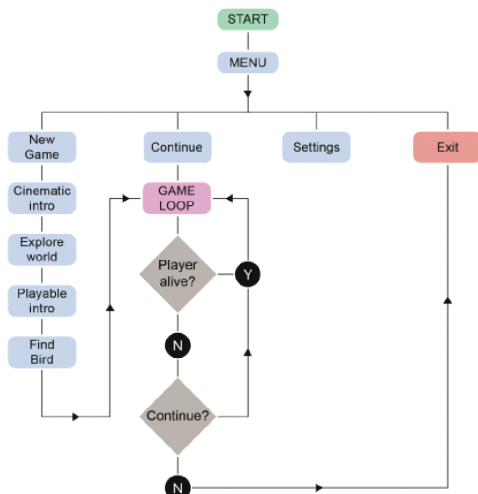 START
MENU
New
Game
Continue
Settings
Exit
Cinematic
intro
GAME
LOOP
Explore
world
Player
alive?
Y
Playable
intro
N
Find
Bird
Continue?
N